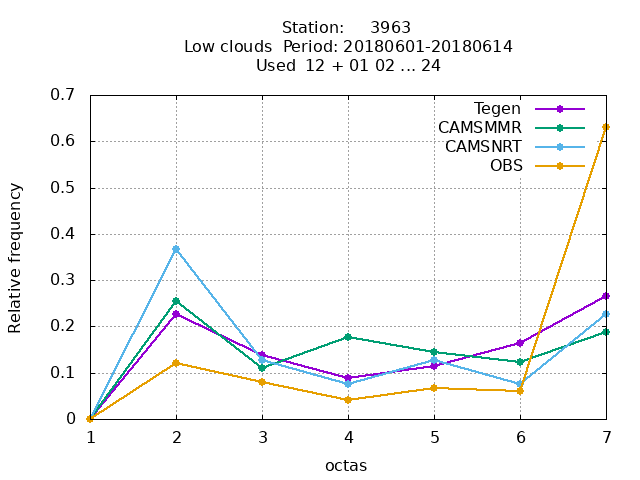 Station: 3963
Low clouds Period: 20180601-20180614
Used 12 + 01 02 ... 24
0.7
0.6
0.5
0.4
0.3
0.2
0.1
0
Relative frequency
Tegen
CAMSMMR
CAMSNRT
OBS
1 2 3 4 5 6 7
octas